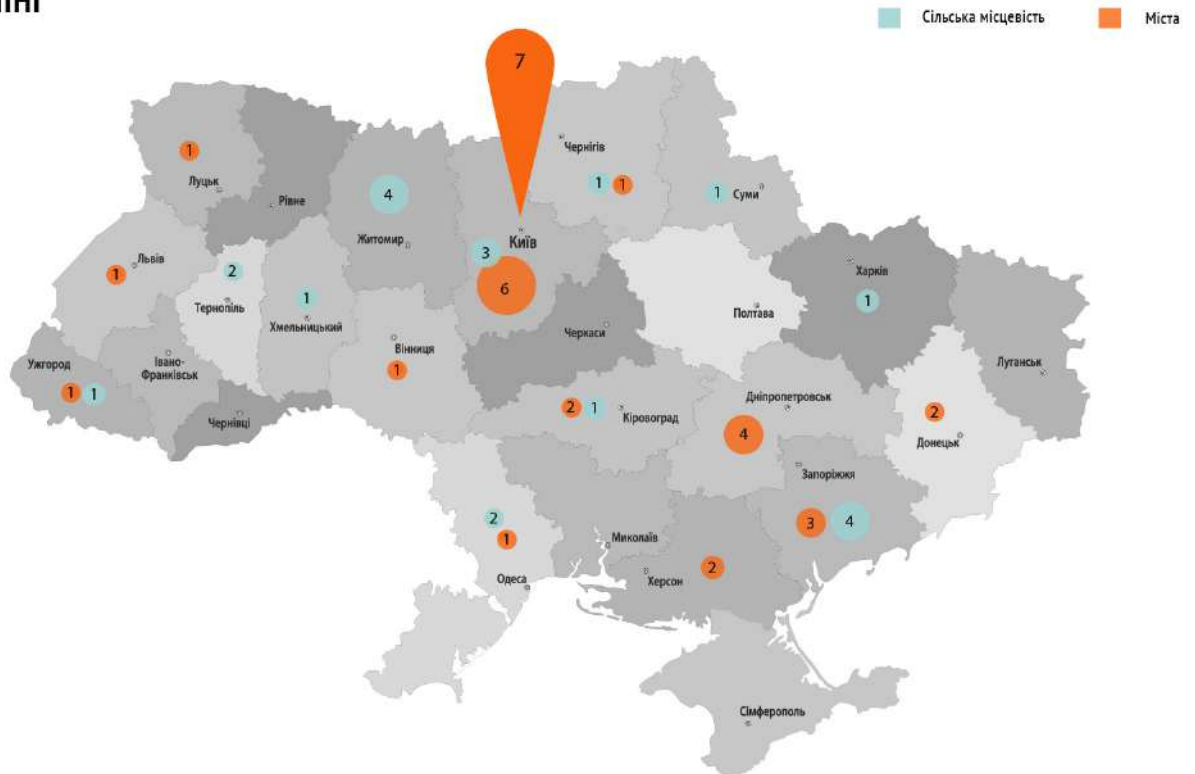 Сільська місцевість
Міста
7
Чернігів
1
1
1
Луцьк
Рівне
4
Житомир
1
Суми
Київ
3
6
Львів
1
2
Тернопіль
1
Хмельницький
Харків
1
Полтава
Черкаси
Вінниця
1
Луганськ
Ужгород
1
1
Івано-
Франківськ
Чернівці
2
1
Кіровоград
Дніпропетровськ
4
2
Донецьк
Запоріжжя
3
4
2
1
Одеса
Миколаїв
Херсон
2
Сімферополь